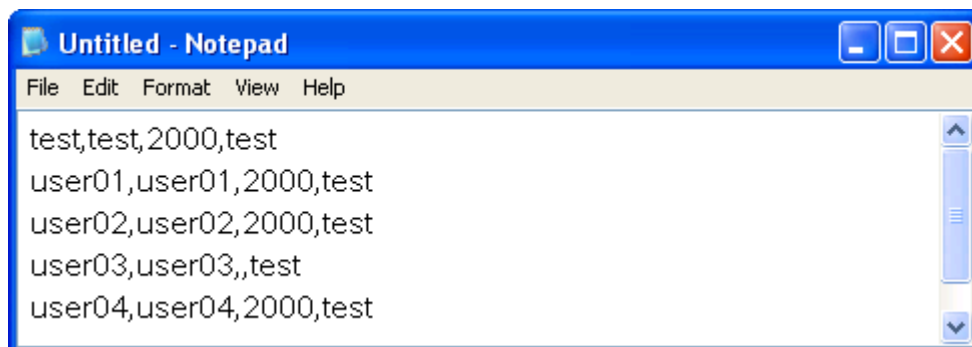 Untitled - Notepad
File Edit Format View Help
test,test,2000,test
user01,user01,2000,test
user02,user02,2000,test
user03,user03,,test
user04,user04,2000,test